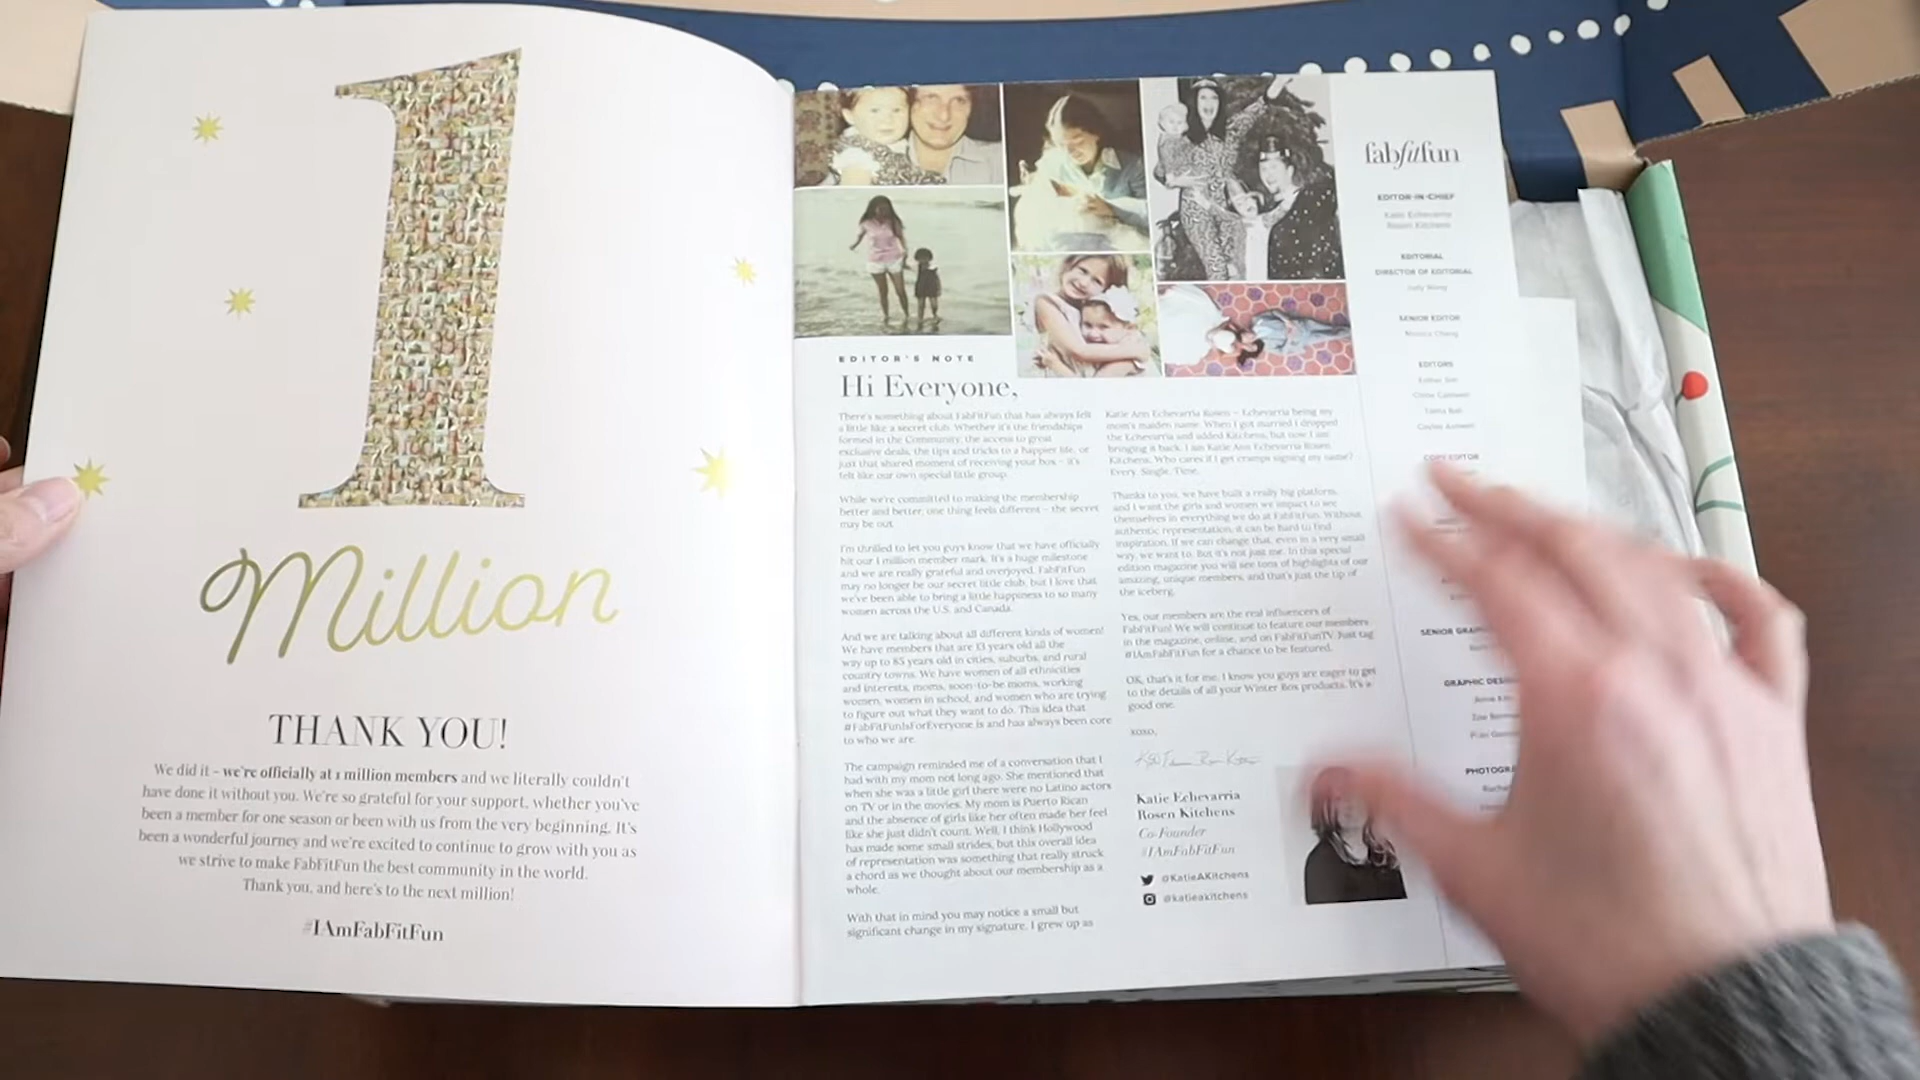 1
Million
THANK YOU!
We did it – we're officially at 1 million members and we literally couldn't
have done it without you. We're so grateful for your support, whether you've
been a member for one season or been with us from the very beginning. It's
been a wonderful journey and we're excited to continue to grow with you as
we strive to make FabFitFun the best community in the world.
Thank you, and here's to the next million!
#IAmFabFitFun
EDITOR'S NOTE
Hi Everyone,
There's something about FabFitFun that has always felt
a little like a secret club. Whether it's the friendships
formed in the Community, the access to great
exclusive deals, the tips and tricks to a happier life, or
just that shared moment of receiving your box – it's
felt like our own special little group.
While we're committed to making the membership
better and better, one thing feels different – the secret
may be out.
I'm thrilled to let you guys know that we have officially
hit our 1 million member mark. It's a huge milestone
and we are really grateful and overjoyed. FabFitFun
may no longer be our secret little club, but I love that
we've been able to bring a little happiness to so many
women across the U.S. and Canada.
And we are talking about all different kinds of women!
We have members that are 13 years old all the
way up to 85 years old in cities, suburbs, and rural
country towns. We have women of all ethnicities
and interests, moms, soon-to-be moms, working
women, women in school, and women who are trying
to figure out what they want to do. This idea that
#FabFitFunIsForEveryone is and has always been core
to who we are.
The campaign reminded me of a conversation that I
had with my mom not long ago. She mentioned that
when she was a little girl there were no Latino actors
on TV or in the movies. My mom is Puerto Rican
and the absence of girls like her often made her feel
like she just didn't count. Well, I think Hollywood
has made some small strides, but this overall idea
of representation was something that really struck
a chord as we thought about our membership as a
whole.
With that in mind you may notice a small but
significant change in my signature. I grew up as
Katie Ann Echevarria Rosen – Echevarria being my
mom's maiden name. When I got married I dropped
the Echevarria and added Kitchens, but now I am
bringing it back. I am Katie Ann Echevarria Rosen
Kitchens. Who cares if I get cramps signing my name?
Every. Single. Time.
Thanks to you, we have built a really big platform,
and I want the girls and women we impact to see
themselves in everything we do at FabFitFun. Without
authentic representation, it can be hard to find
inspiration. If we can change that, even in a very small
way, we want to. But it's not just me. In this special
edition magazine you will see tons of highlights of our
amazing, unique members, and that's just the tip of
the iceberg.
Yes, our members are the real influencers of
FabFitFun! We will continue to feature our members
in the magazine, online, and on FabFitFunTV. Just tag
#IAmFabFitFun for a chance to be featured.
OK, that's it for me. I know you guys are eager to get
to the details of all your Winter Box products. It's a
good one.
XOXO,
Katie Echevarria
Rosen Kitchens
Co-Founder
#IAmFabFitFun
@KatieAKitchens
@katieakitchens
fabfitfun
EDITOR-IN-CHIEF
Katie Echevarria
Rosen Kitchens
EDITORIAL
DIRECTOR OF EDITORIAL
SENIOR EDITOR
EDITORS
COPY EDITOR
SENIOR
GRAPHIC